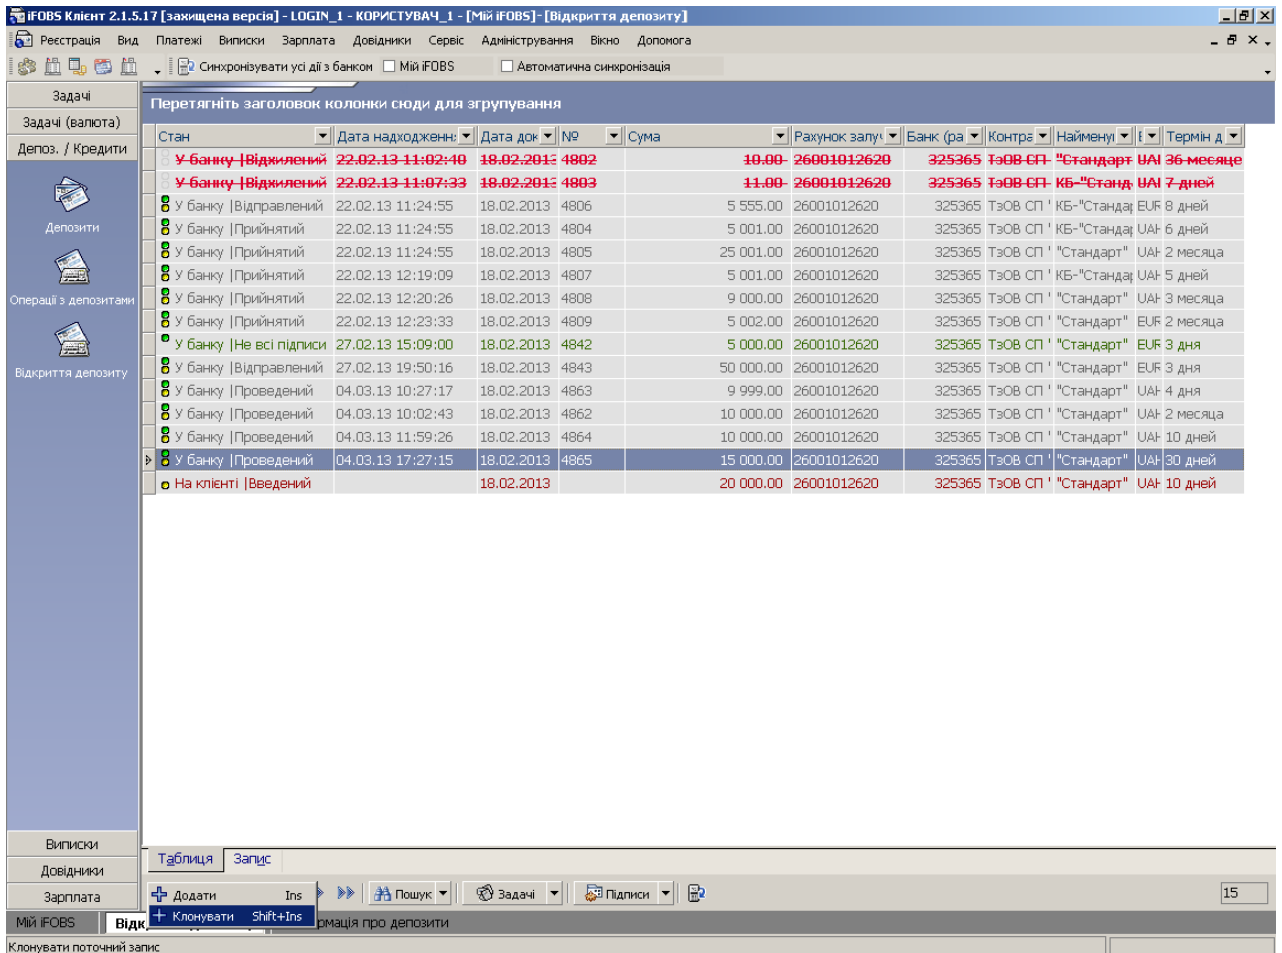 iFOBS Клієнт 2.1.5.17 [захищена версія] - LOGIN_1 - КОРИСТУВАЧ_1 - [Мій iFOBS]- [Відкриття депозиту]
Реєстрація Вид Платежі Виписки Зарплата Довідники Сервіс Адміністрування Вікно Допомога
Синхронізувати усі дії з банком Мій iFOBS Автоматична синхронізація
Задачі
Задачі (валюта)
Депоз. / Кредити
Депозити
Операції з депозитами
Відкриття депозиту
Перетягніть заголовок колонки сюди для згрупування
Стан Дата надходженн: Дата док № Сума Рахунок залуч Банк (ра Контра Найменув Термін д
У банку |Відхилений 22.02.13 11:02:40 18.02.2013 4802 10.00 26001012620 325365 ТзОВ СП "Стандарт UAH 36 месяце
У банку |Відхилений 22.02.13 11:07:33 18.02.2013 4803 11.00 26001012620 325365 ТзОВ СП КБ-"Станд UAH 7 дней
У банку |Відправлений 22.02.13 11:24:55 18.02.2013 4806 5 555.00 26001012620 325365 ТзОВ СП ' КБ-"Стандар EUR 8 дней
У банку |Прийнятий 22.02.13 11:24:55 18.02.2013 4804 5 001.00 26001012620 325365 ТзОВ СП ' КБ-"Стандар UAH 6 дней
У банку |Прийнятий 22.02.13 11:24:55 18.02.2013 4805 25 001.00 26001012620 325365 ТзОВ СП ' "Стандарт" UAH 2 месяца
У банку |Прийнятий 22.02.13 12:19:09 18.02.2013 4807 5 001.00 26001012620 325365 ТзОВ СП ' КБ-"Стандар UAH 5 дней
У банку |Прийнятий 22.02.13 12:20:26 18.02.2013 4808 9 000.00 26001012620 325365 ТзОВ СП ' "Стандарт" UAH 3 месяца
У банку |Прийнятий 22.02.13 12:23:33 18.02.2013 4809 5 002.00 26001012620 325365 ТзОВ СП ' "Стандарт" EUR 2 месяца
У банку |Не всі підписи 27.02.13 15:09:00 18.02.2013 4842 5 000.00 26001012620 325365 ТзОВ СП ' "Стандарт" EUR 3 дня
У банку |Відправлений 27.02.13 19:50:16 18.02.2013 4843 50 000.00 26001012620 325365 ТзОВ СП ' "Стандарт" EUR 3 дня
У банку |Проведений 04.03.13 10:27:17 18.02.2013 4863 9 999.00 26001012620 325365 ТзОВ СП ' "Стандарт" UAH 4 дня
У банку |Проведений 04.03.13 10:02:43 18.02.2013 4862 10 000.00 26001012620 325365 ТзОВ СП ' "Стандарт" UAH 2 месяца
У банку |Проведений 04.03.13 11:59:26 18.02.2013 4864 10 000.00 26001012620 325365 ТзОВ СП ' "Стандарт" UAH 10 дней
У банку |Проведений 04.03.13 17:27:15 18.02.2013 4865 15 000.00 26001012620 325365 ТзОВ СП ' "Стандарт" UAH 30 дней
На клієнті |Введений 18.02.2013 20 000.00 26001012620 325365 ТзОВ СП ' "Стандарт" UAH 10 дней
Виписки
Довідники
Зарплата
Таблиця Запис
Додати Ins
Клонувати Shift+Ins
Пошук Задачі Підписи 15
Мій iFOBS Відк рмація про депозити
Клонувати поточний запис